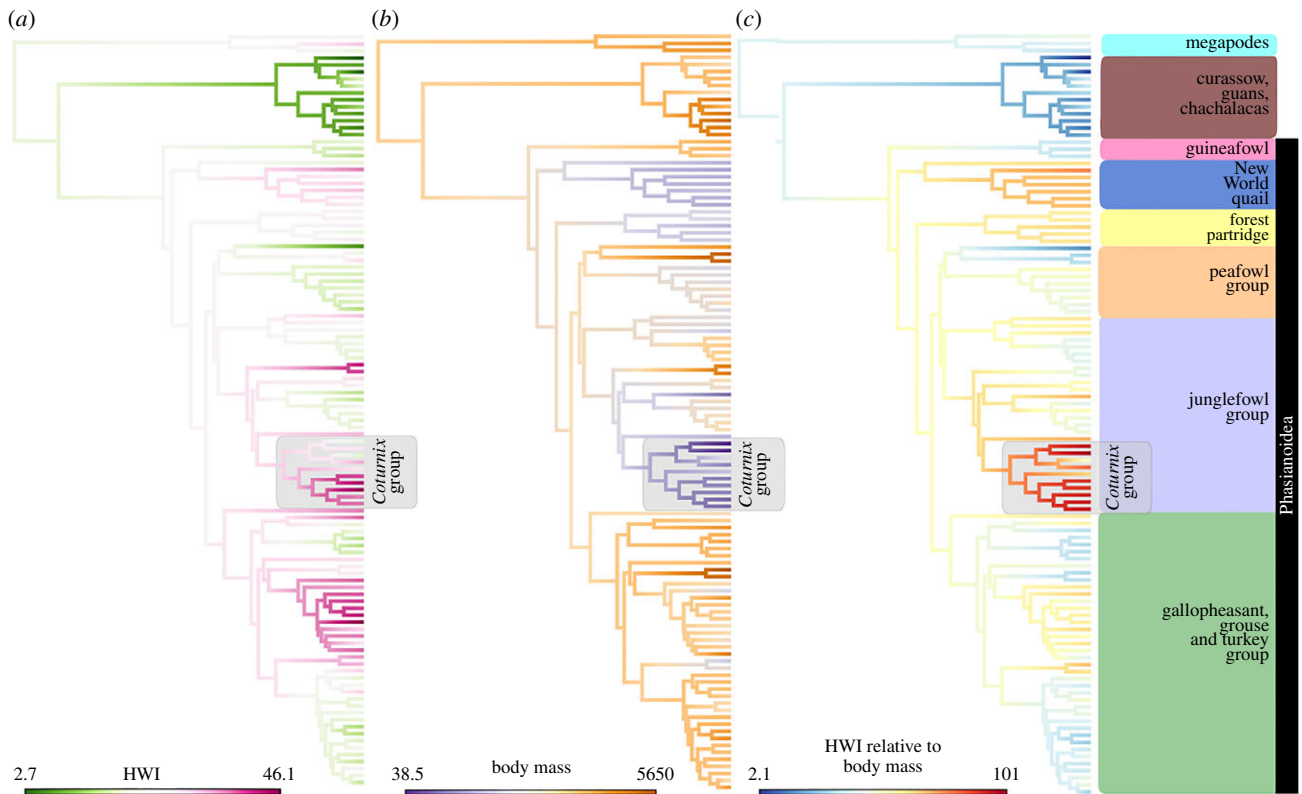 (a)
(b)
(c)
megapodes
curassow,
guans,
chachalacas
guineafowl
New
World
quail
forest
partridge
peafowl
group
junglefowl
group
Coturnix
group
Coturnix
group
Coturnix
group
Phasianoidea
gallopheasant,
grouse
and turkey
group
2.7 HWI 46.1
38.5 body mass 5650
HWI relative to
body mass
2.1 101